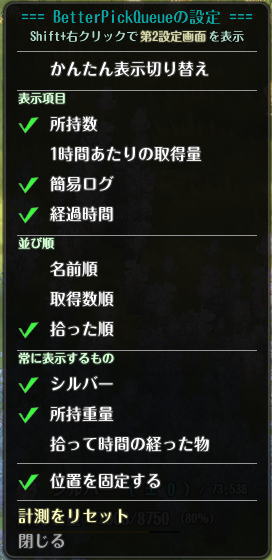 === BetterPickQueueの設定 ===
Shift+右クリックで 第2設定画面 を表示
かんたん表示切り替え
表示項目
所持数
1時間あたりの取得量
簡易ログ
経過時間
並び順
名前順
取得数順
拾った順
常に表示するもの
シルバー
所持重量
拾って時間の経った物
位置を固定する
計測をリセット
/8750 (80%)
閉じる